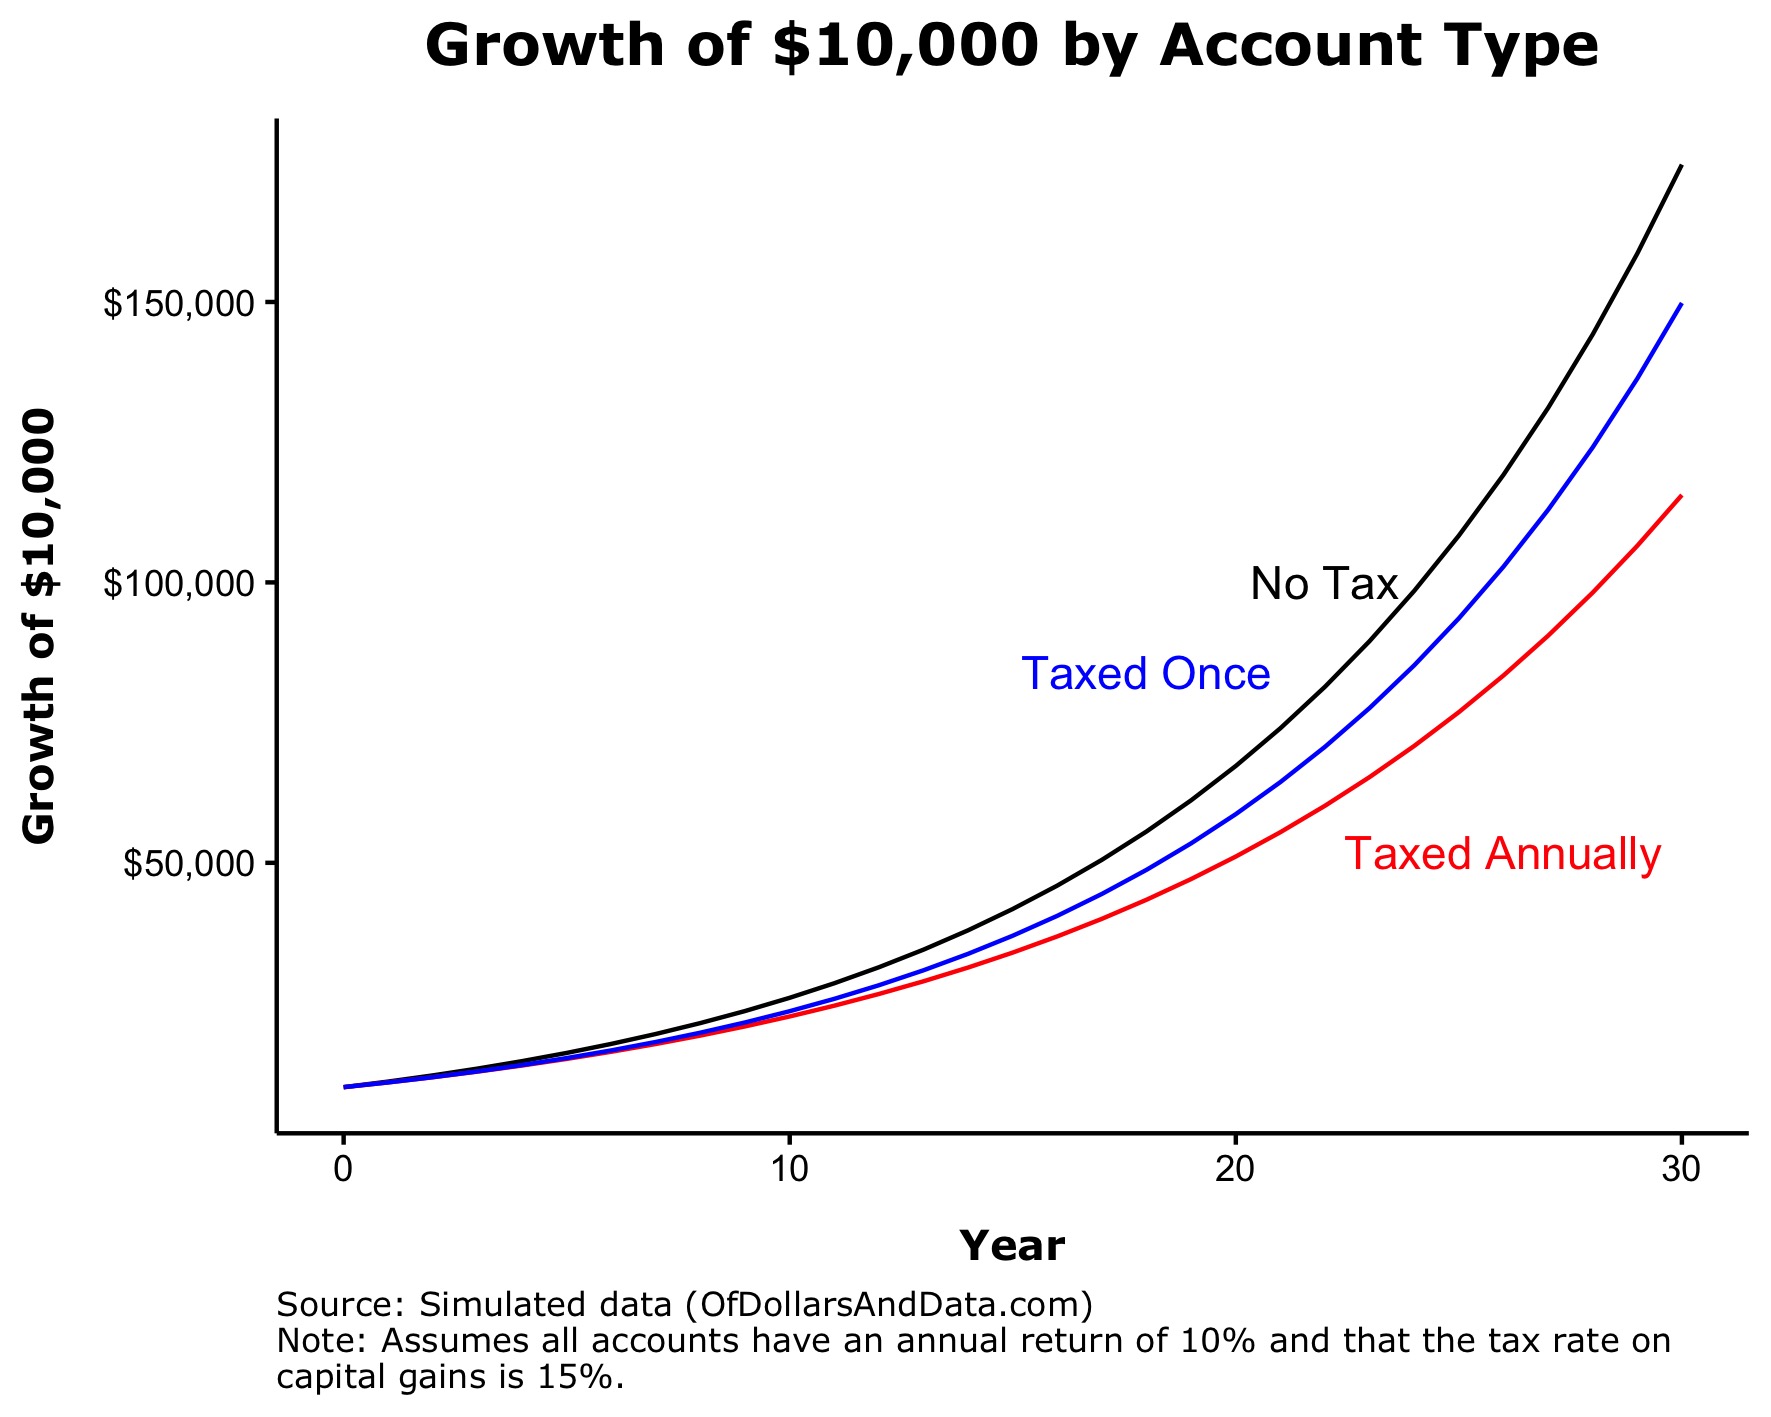 Growth of $10,000 by Account Type
Growth of $10,000
$150,000
$100,000
$50,000
No Tax
Taxed Once
Taxed Annually
0
10
20
30
Year
Source: Simulated data (OfDollarsAndData.com)
Note: Assumes all accounts have an annual return of 10% and that the tax rate on
capital gains is 15%.